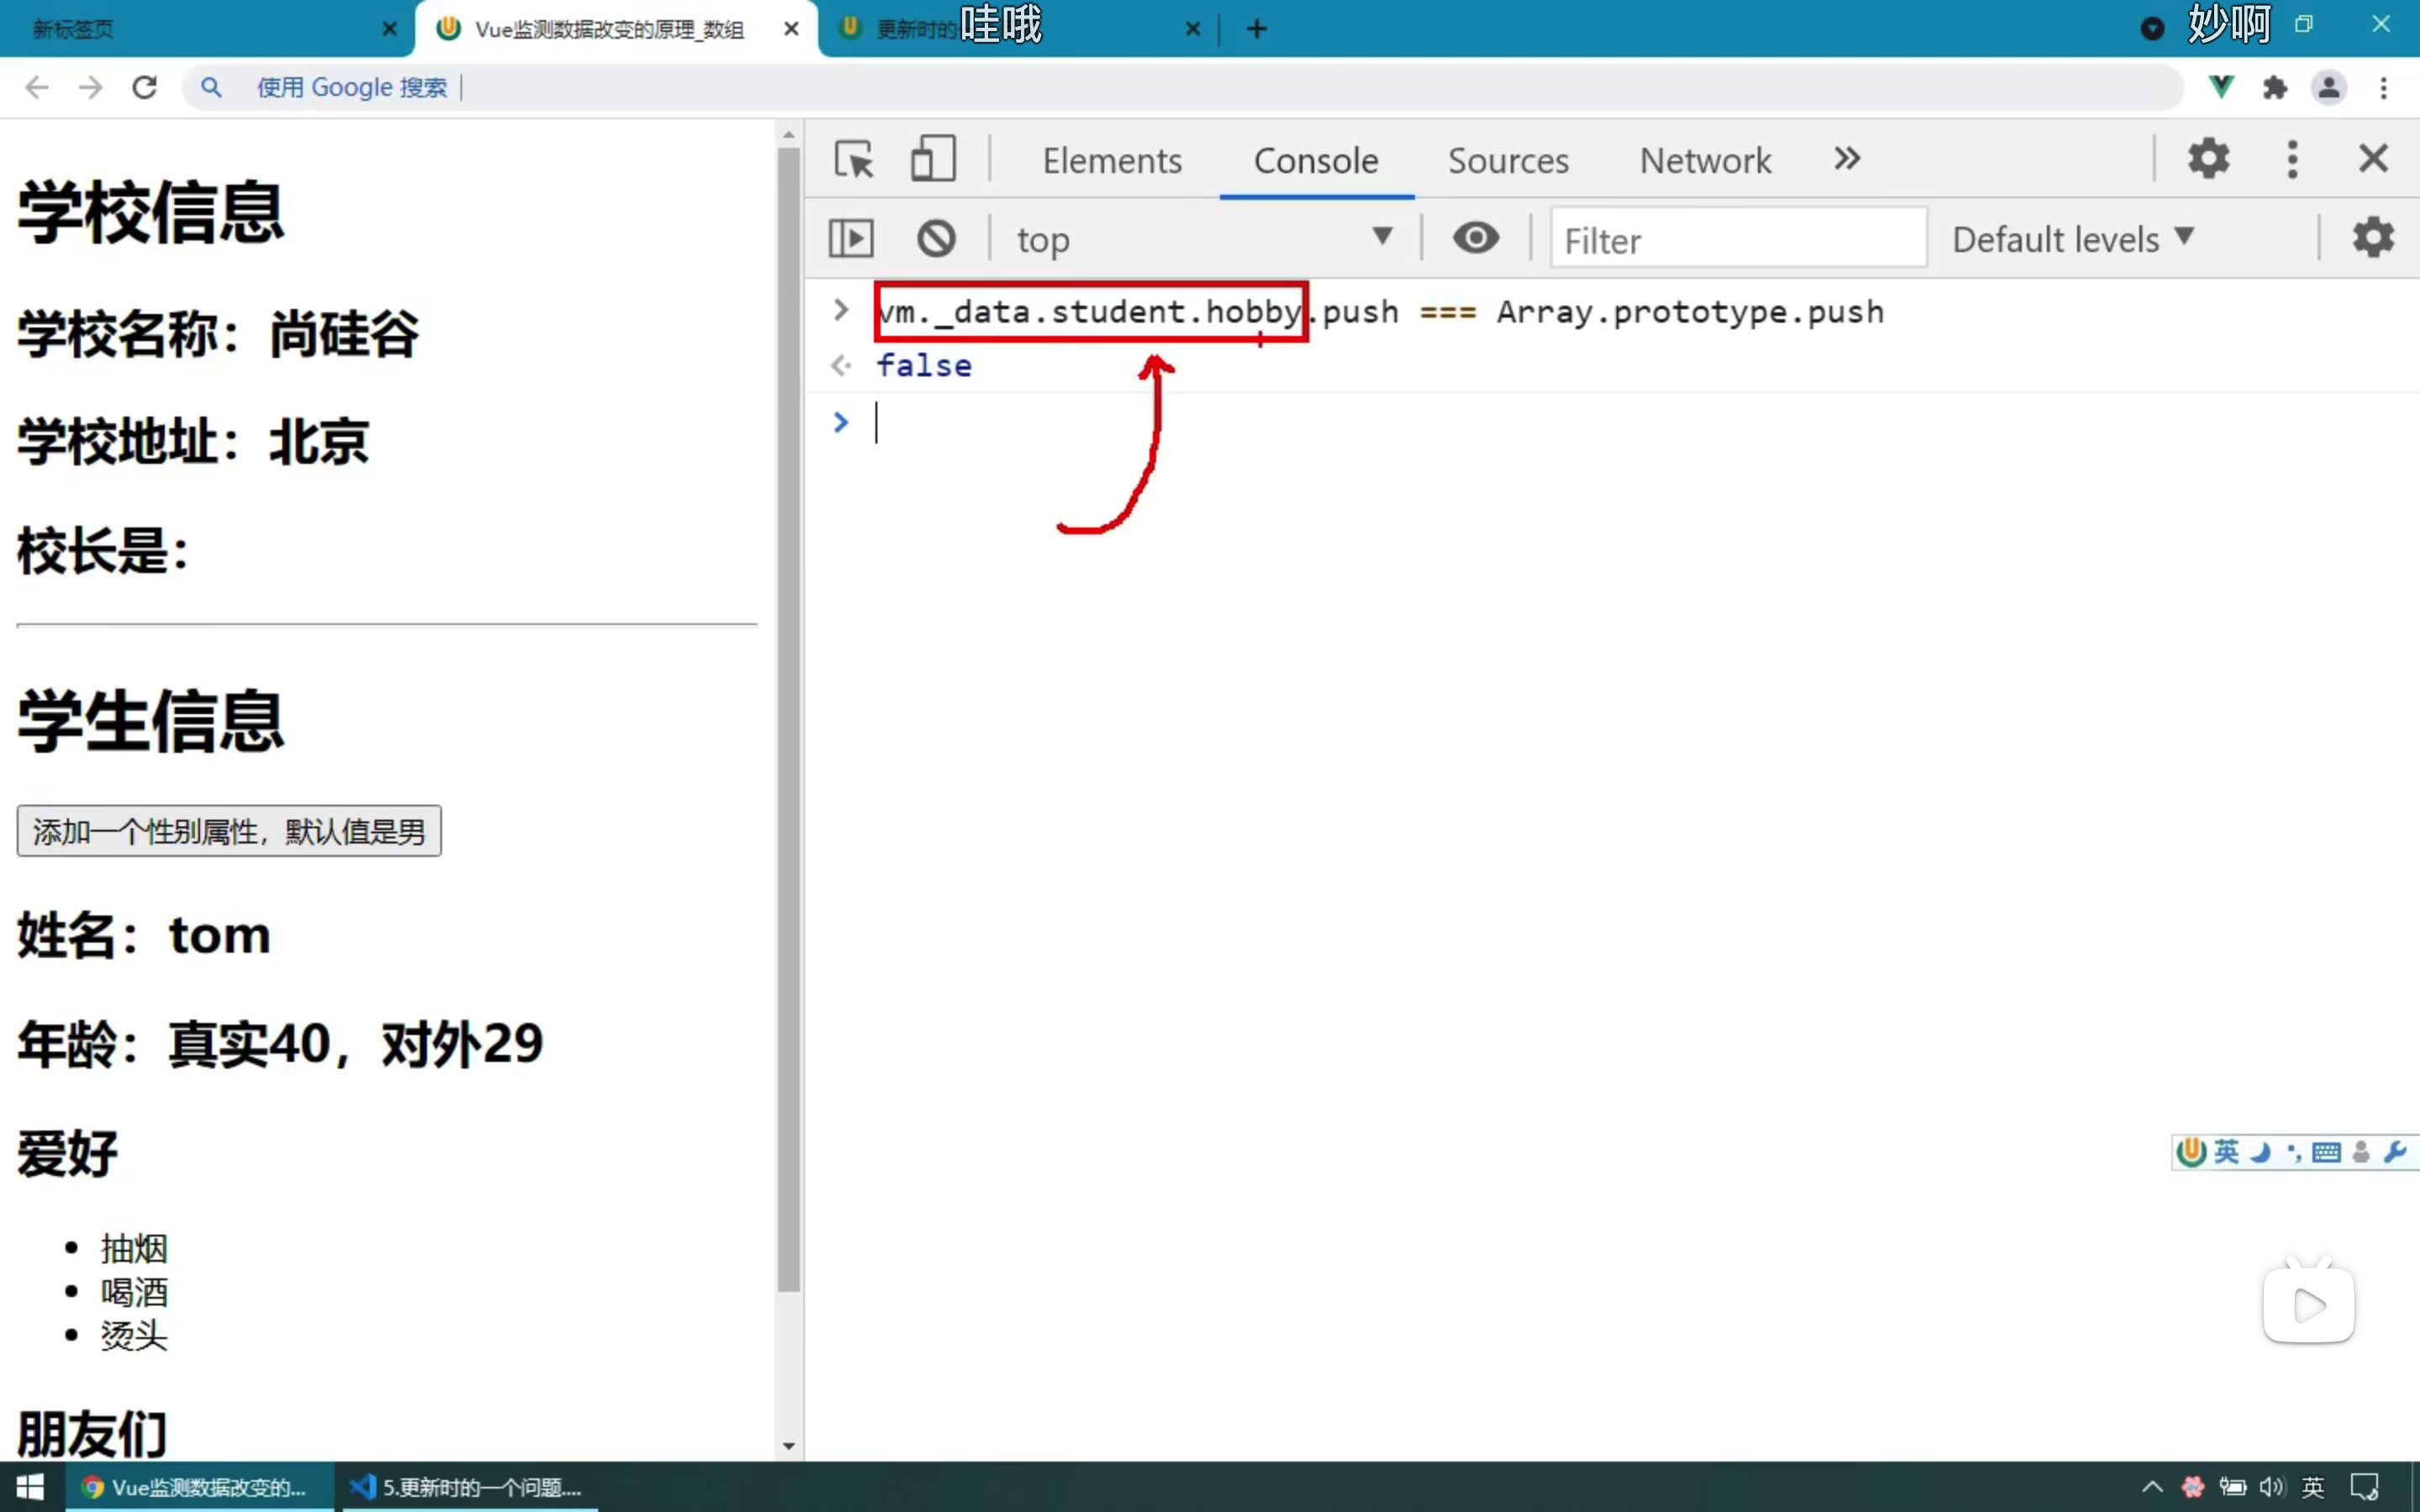 新标签页
Vue监测数据改变的原理_数组
更新时的
哇哦
妙啊
使用 Google 搜索
学校信息
学校名称：尚硅谷
学校地址：北京
校长是：
学生信息
添加一个性别属性，默认值是男
姓名：tom
年龄：真实40，对外29
爱好
抽烟
喝酒
烫头
朋友们
Elements Console Sources Network
top Filter Default levels
vm._data.student.hobby.push === Array.prototype.push
false
英
Vue监测数据改变的...
5.更新时的一个问题....
英